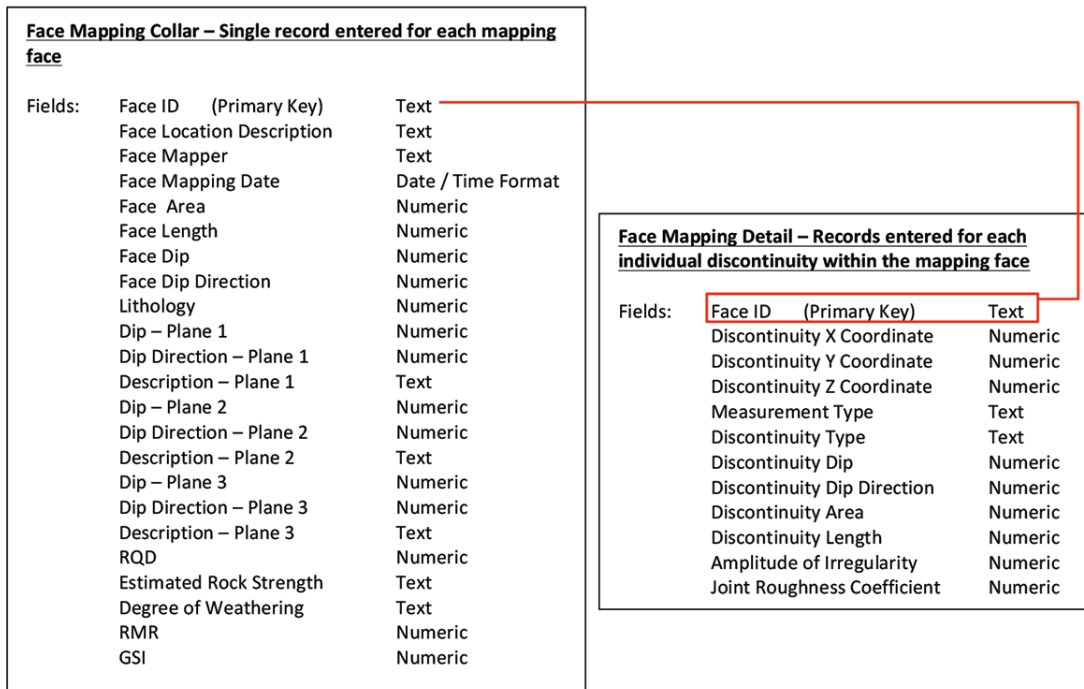 Face Mapping Collar – Single record entered for each mapping
face
Fields: Face ID (Primary Key) Text
Face Location Description Text
Face Mapper Text
Face Mapping Date Date / Time Format
Face Area Numeric
Face Length Numeric
Face Dip Numeric
Face Dip Direction Numeric
Lithology Numeric
Dip – Plane 1 Numeric
Dip Direction – Plane 1 Numeric
Description – Plane 1 Text
Dip – Plane 2 Numeric
Dip Direction – Plane 2 Numeric
Description – Plane 2 Text
Dip – Plane 3 Numeric
Dip Direction – Plane 3 Numeric
Description – Plane 3 Text
RQD Numeric
Estimated Rock Strength Text
Degree of Weathering Text
RMR Numeric
GSI Numeric
Face Mapping Detail – Records entered for each
individual discontinuity within the mapping face
Fields: Face ID (Primary Key) Text
Discontinuity X Coordinate Numeric
Discontinuity Y Coordinate Numeric
Discontinuity Z Coordinate Numeric
Measurement Type Text
Discontinuity Type Text
Discontinuity Dip Numeric
Discontinuity Dip Direction Numeric
Discontinuity Area Numeric
Discontinuity Length Numeric
Amplitude of Irregularity Numeric
Joint Roughness Coefficient Numeric